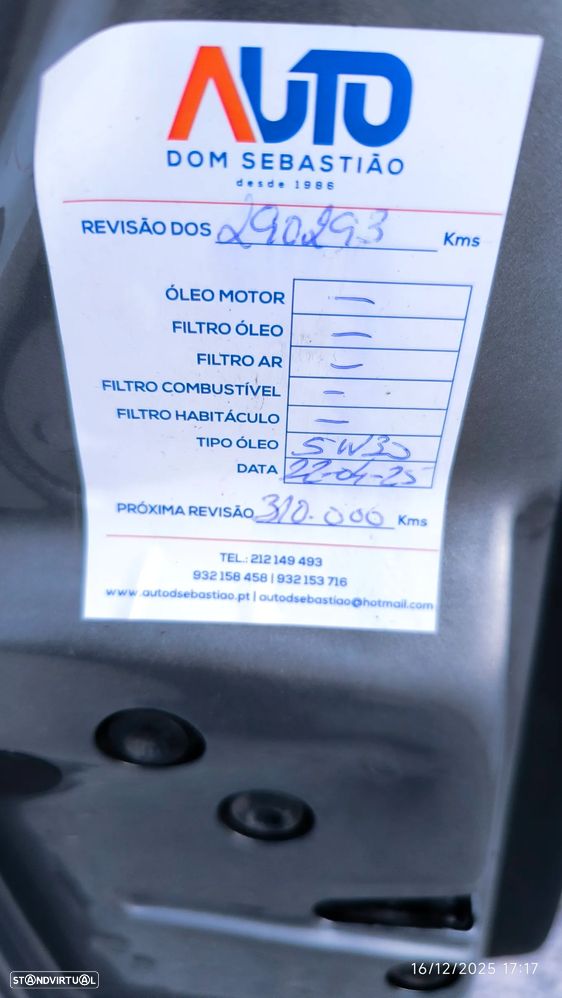 AUTO
DOM SEBASTIÃO
desde 1986
REVISÃO DOS 290.293 Kms
ÓLEO MOTOR —
FILTRO ÓLEO —
FILTRO AR —
FILTRO COMBUSTÍVEL —
FILTRO HABITÁCULO —
TIPO ÓLEO 5W30
DATA 22-04-25
PRÓXIMA REVISÃO 310.000 Kms
TEL.: 212 149 493
932 158 458 | 932 153 716
www.autodsebastiao.pt | autodsebastiao@hotmail.com
16/12/2025 17:17
STANDVIRTUAL